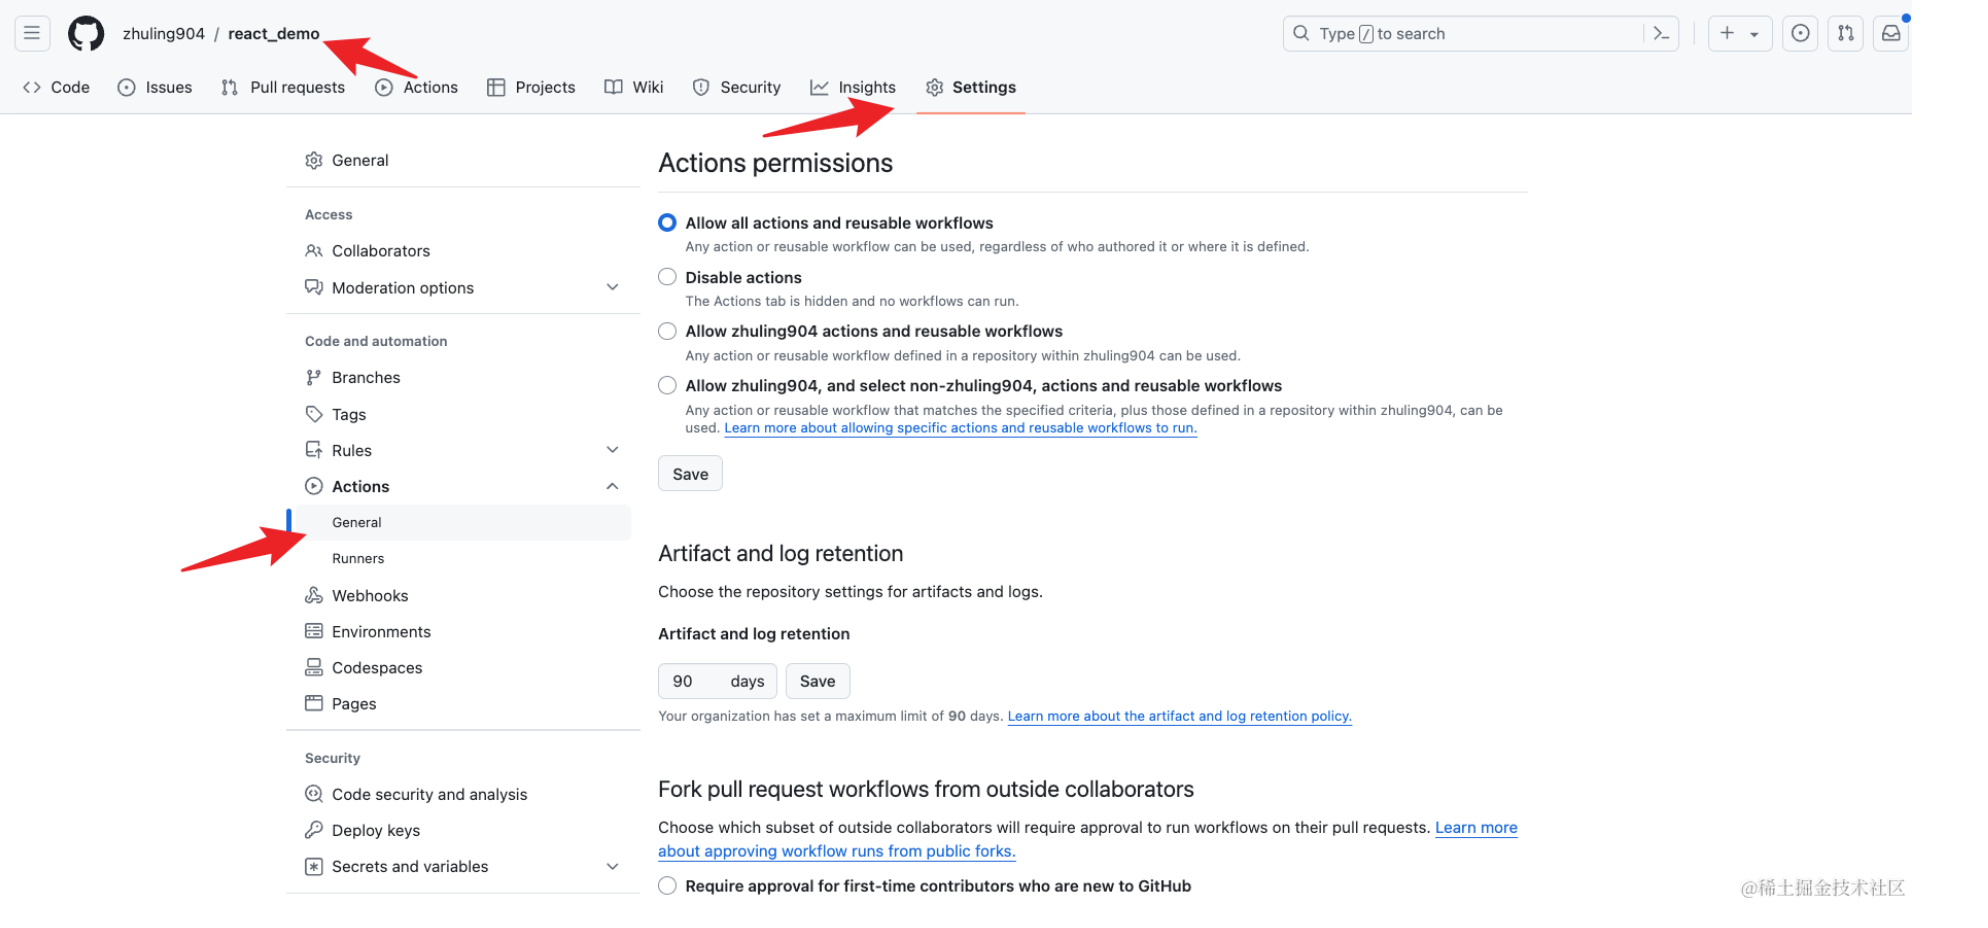 zhuling904 / react_demo
Type / to search
Code Issues Pull requests Actions Projects Wiki Security Insights Settings
General
Access
Collaborators
Moderation options
Code and automation
Branches
Tags
Rules
Actions
General
Runners
Webhooks
Environments
Codespaces
Pages
Security
Code security and analysis
Deploy keys
Secrets and variables
Actions permissions
Allow all actions and reusable workflows
Any action or reusable workflow can be used, regardless of who authored it or where it is defined.
Disable actions
The Actions tab is hidden and no workflows can run.
Allow zhuling904 actions and reusable workflows
Any action or reusable workflow defined in a repository within zhuling904 can be used.
Allow zhuling904, and select non-zhuling904, actions and reusable workflows
Any action or reusable workflow that matches the specified criteria, plus those defined in a repository within zhuling904, can be
used. Learn more about allowing specific actions and reusable workflows to run.
Save
Artifact and log retention
Choose the repository settings for artifacts and logs.
Artifact and log retention
90 days Save
Your organization has set a maximum limit of 90 days. Learn more about the artifact and log retention policy.
Fork pull request workflows from outside collaborators
Choose which subset of outside collaborators will require approval to run workflows on their pull requests. Learn more
about approving workflow runs from public forks.
Require approval for first-time contributors who are new to GitHub
@稀土掘金技术社区